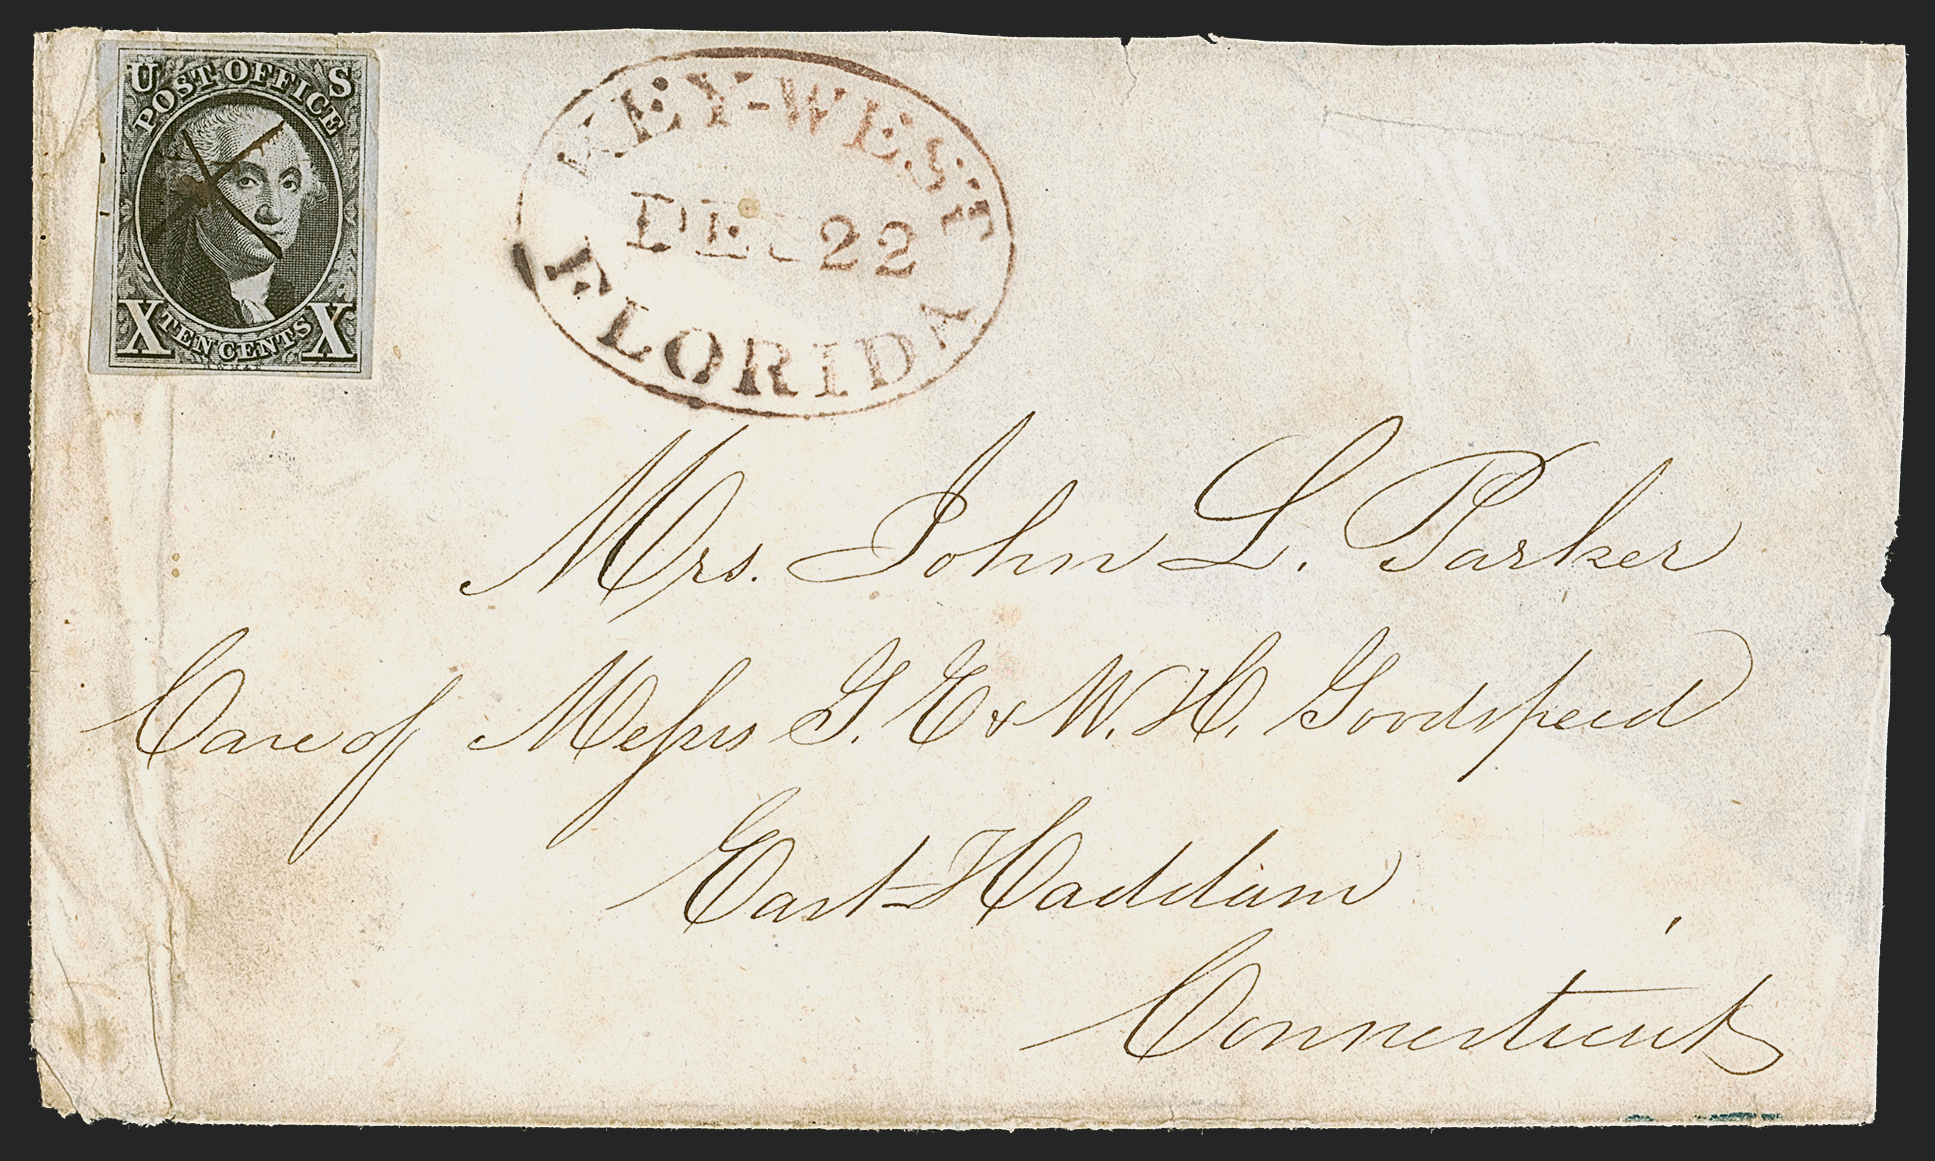 U S
POST OFFICE
X TEN CENTS X
KEY-WEST
DEC 22
FLORIDA
Mrs. John L. Parker
Care of Meſsrs G. E & W. H. Goodspeed
East-Haddam
Connecticut